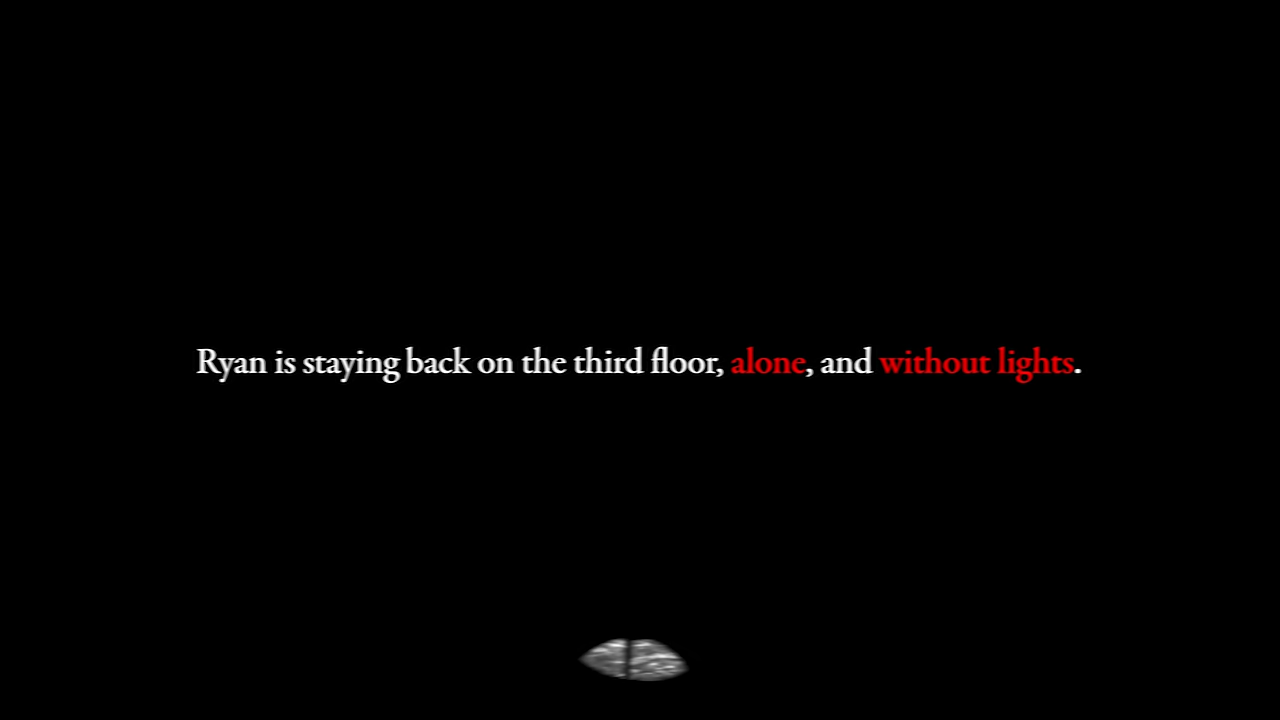 Ryan is staying back on the third floor, alone, and without lights.